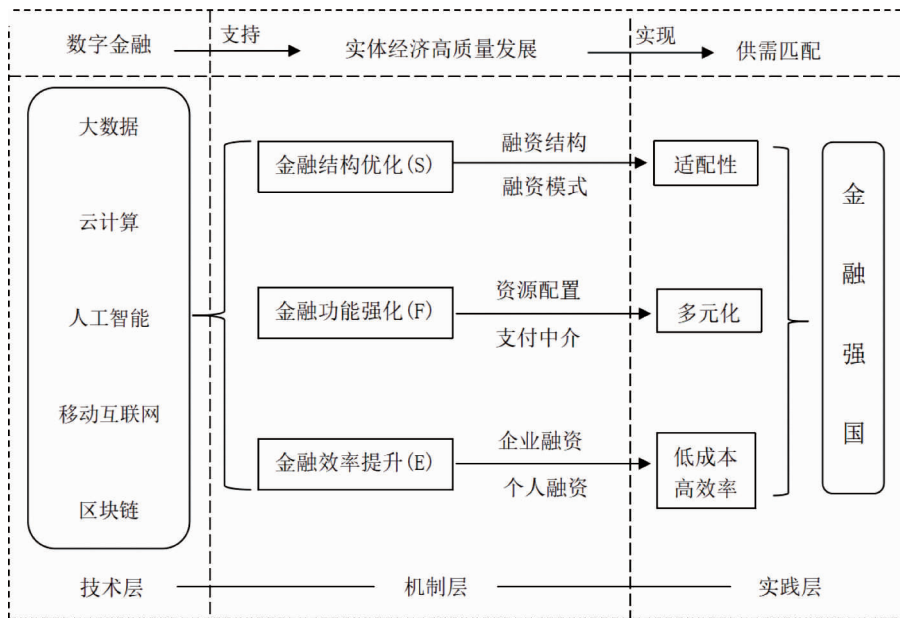 数字金融
支持
实体经济高质量发展
实现
供需匹配
大数据
云计算
人工智能
移动互联网
区块链
金融结构优化(S)
融资结构
融资模式
适配性
金融功能强化(F)
资源配置
支付中介
多元化
金融效率提升(E)
企业融资
个人融资
低成本
高效率
金
融
强
国
技术层
机制层
实践层